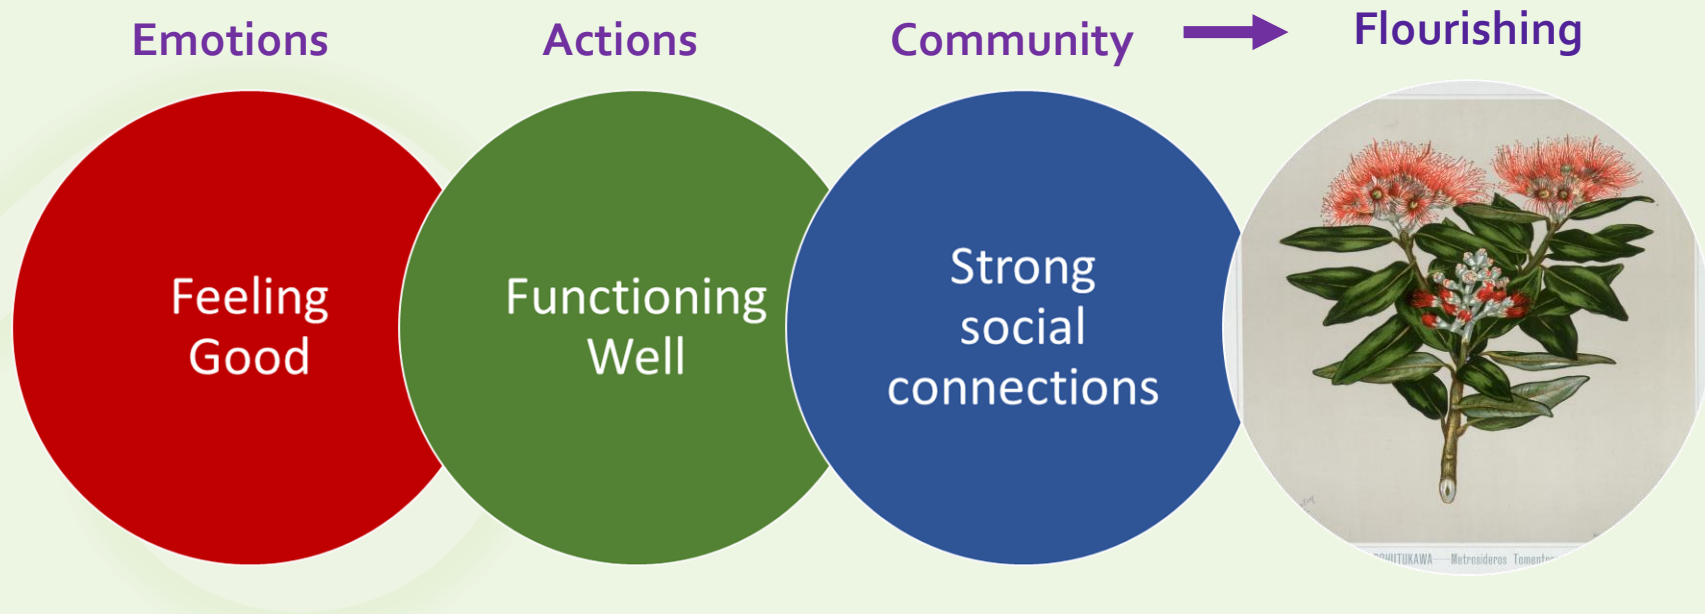 Emotions
Actions
Community
Flourishing
Feeling
Good
Functioning
Well
Strong
social
connections
Metrosideros